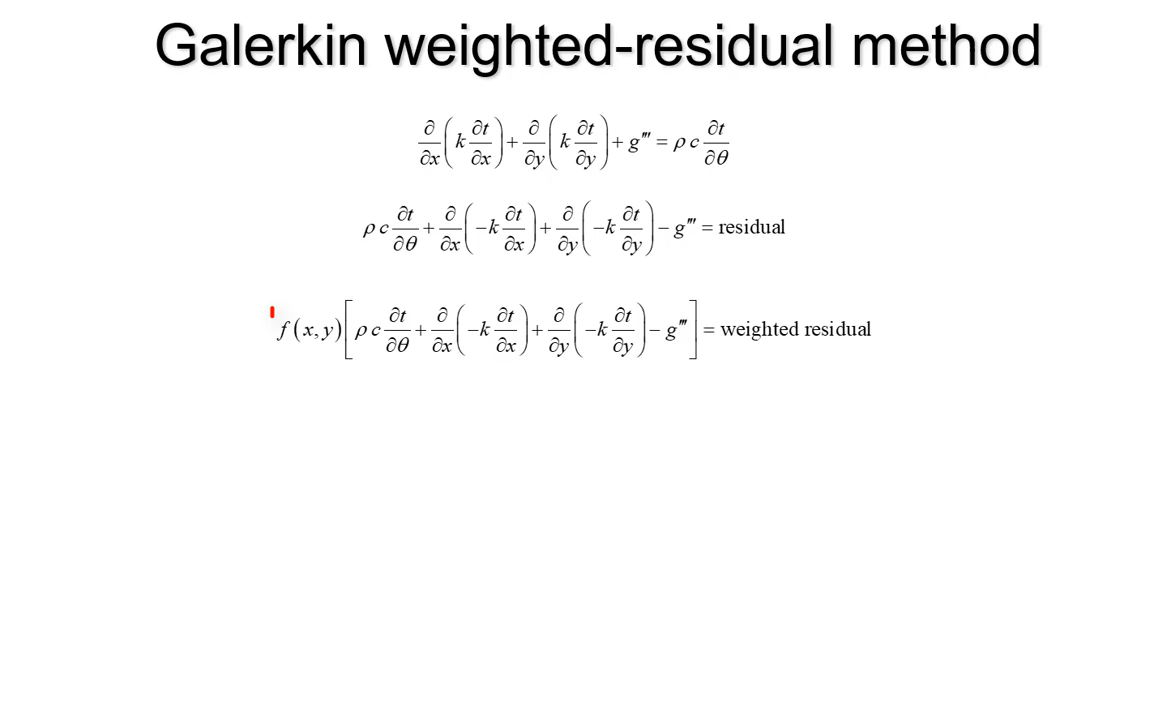 Galerkin weighted-residual method
∂/∂x (k ∂t/∂x) + ∂/∂y (k ∂t/∂y) + g‴ = ρ c ∂t/∂θ
ρ c ∂t/∂θ + ∂/∂x (−k ∂t/∂x) + ∂/∂y (−k ∂t/∂y) − g‴ = residual
f(x,y)[ρ c ∂t/∂θ + ∂/∂x (−k ∂t/∂x) + ∂/∂y (−k ∂t/∂y) − g‴] = weighted residual